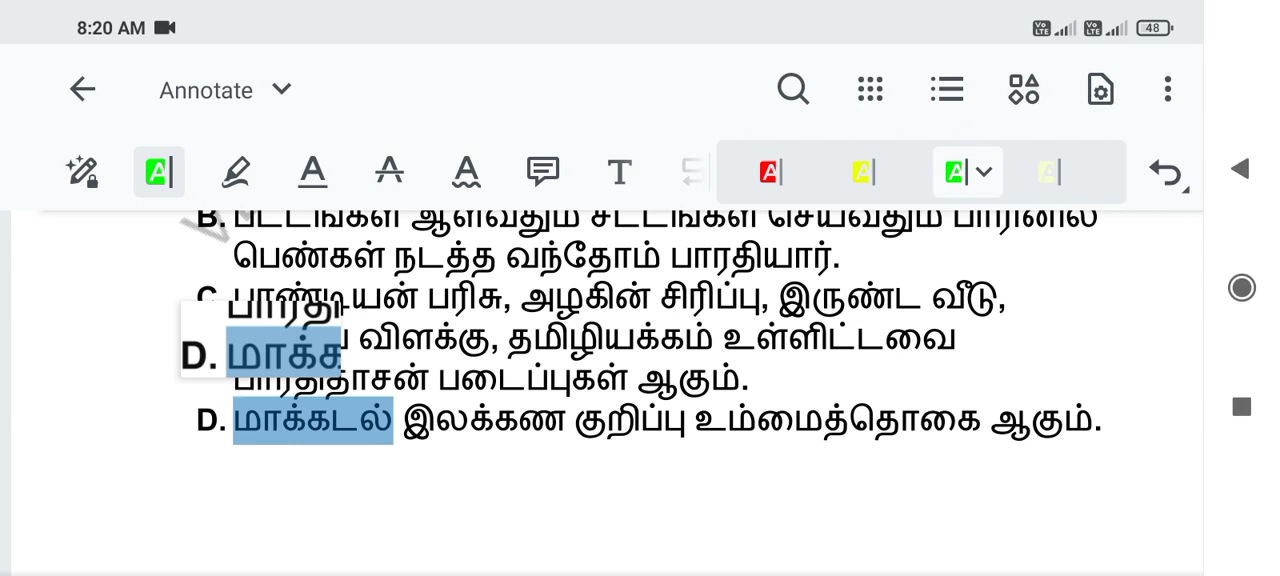 8:20 AM
48
Annotate
B. பட்டங்கள் ஆள்வதும் சட்டங்கள் செய்வதும் பாரினில்
பெண்கள் நடத்த வந்தோம் பாரதியார்.
C. பாண்டியன் பரிசு, அழகின் சிரிப்பு, இருண்ட வீடு,
விளக்கு, தமிழியக்கம் உள்ளிட்டவை
பாரதிதாசன் படைப்புகள் ஆகும்.
D. மாக்க
D. மாக்கடல் இலக்கண குறிப்பு உம்மைத்தொகை ஆகும்.